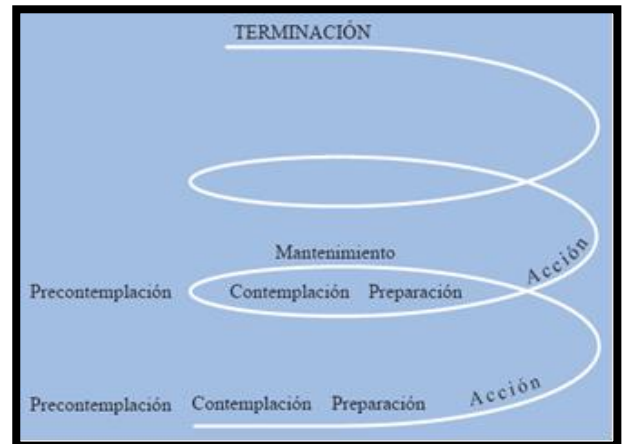 TERMINACIÓN
Mantenimiento
Acción
Precontemplación Contemplación Preparación
Precontemplación Contemplación Preparación Acción